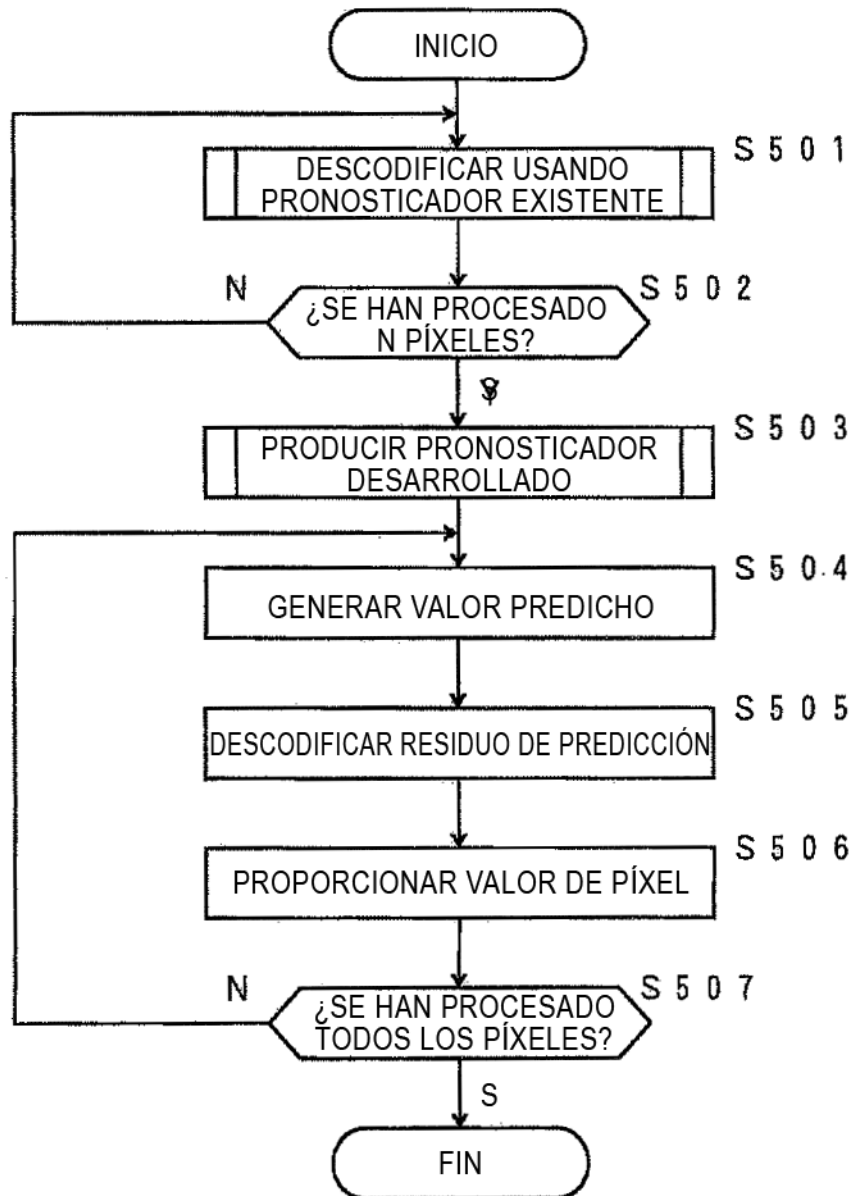 INICIO
S501
DESCODIFICAR USANDO
PRONOSTICADOR EXISTENTE
N
S502
¿SE HAN PROCESADO
N PÍXELES?
S503
PRODUCIR PRONOSTICADOR
DESARROLLADO
S504
GENERAR VALOR PREDICHO
S505
DESCODIFICAR RESIDUO DE PREDICCIÓN
S506
PROPORCIONAR VALOR DE PÍXEL
N
S507
¿SE HAN PROCESADO
TODOS LOS PÍXELES?
S
FIN